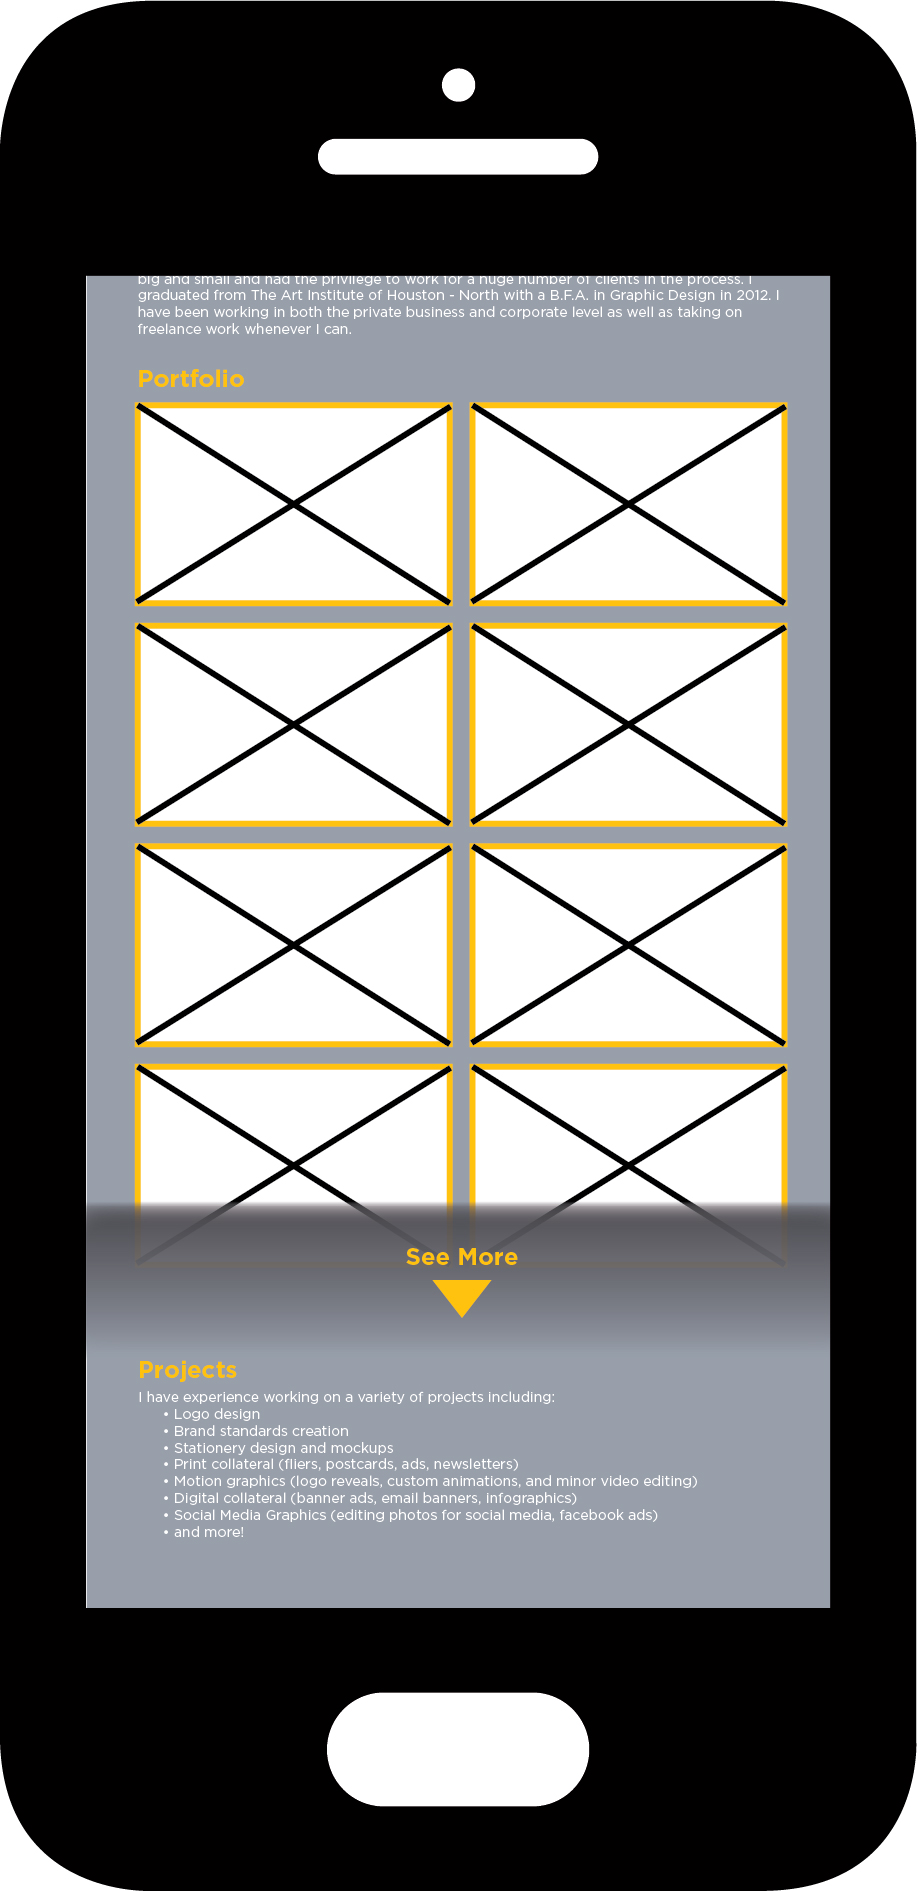 big and small and had the privilege to work for a huge number of clients in the process. I
graduated from The Art Institute of Houston - North with a B.F.A. in Graphic Design in 2012. I
have been working in both the private business and corporate level as well as taking on
freelance work whenever I can.
Portfolio
See More
Projects
I have experience working on a variety of projects including:
• Logo design
• Brand standards creation
• Stationery design and mockups
• Print collateral (fliers, postcards, ads, newsletters)
• Motion graphics (logo reveals, custom animations, and minor video editing)
• Digital collateral (banner ads, email banners, infographics)
• Social Media Graphics (editing photos for social media, facebook ads)
• and more!